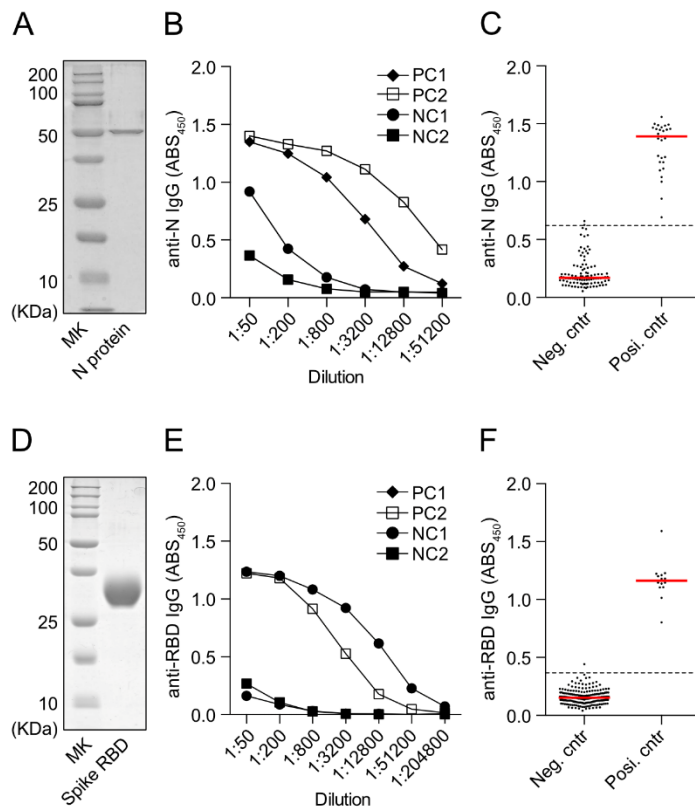 A
200
100
50
25
10
(KDa)
MK
N protein
B
2.0
1.5
1.0
0.5
0.0
anti-N IgG (ABS450)
PC1
PC2
NC1
NC2
1:50
1:200
1:800
1:3200
1:12800
1:51200
Dilution
C
2.0
1.5
1.0
0.5
0.0
anti-N IgG (ABS450)
Neg. cntr
Posi. cntr
D
200
100
50
25
10
(KDa)
MK
Spike RBD
E
2.0
1.5
1.0
0.5
0.0
anti-RBD IgG (ABS450)
PC1
PC2
NC1
NC2
1:50
1:200
1:800
1:3200
1:12800
1:51200
1:204800
Dilution
F
2.0
1.5
1.0
0.5
0.0
anti-RBD IgG (ABS450)
Neg. cntr
Posi. cntr